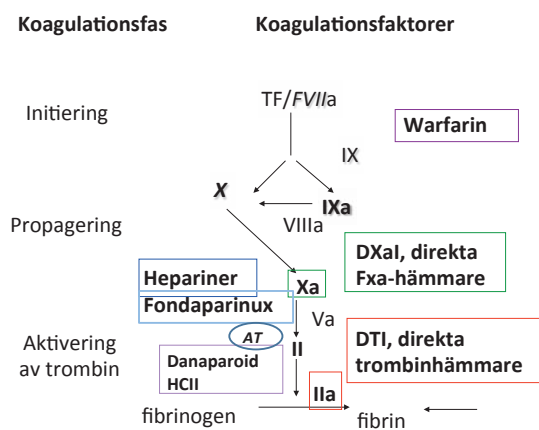 Koagulationsfas
Koagulationsfaktorer
TF/FVIIa
Initiering
Warfarin
IX
X
IXa
VIIIa
Propagering
DXaI, direkta
Fxa-hämmare
Hepariner
Xa
Fondaparinux
Va
AT
Aktivering
av trombin
II
DTI, direkta
trombinhämmare
Danaparoid
HCII
IIa
fibrinogen
fibrin